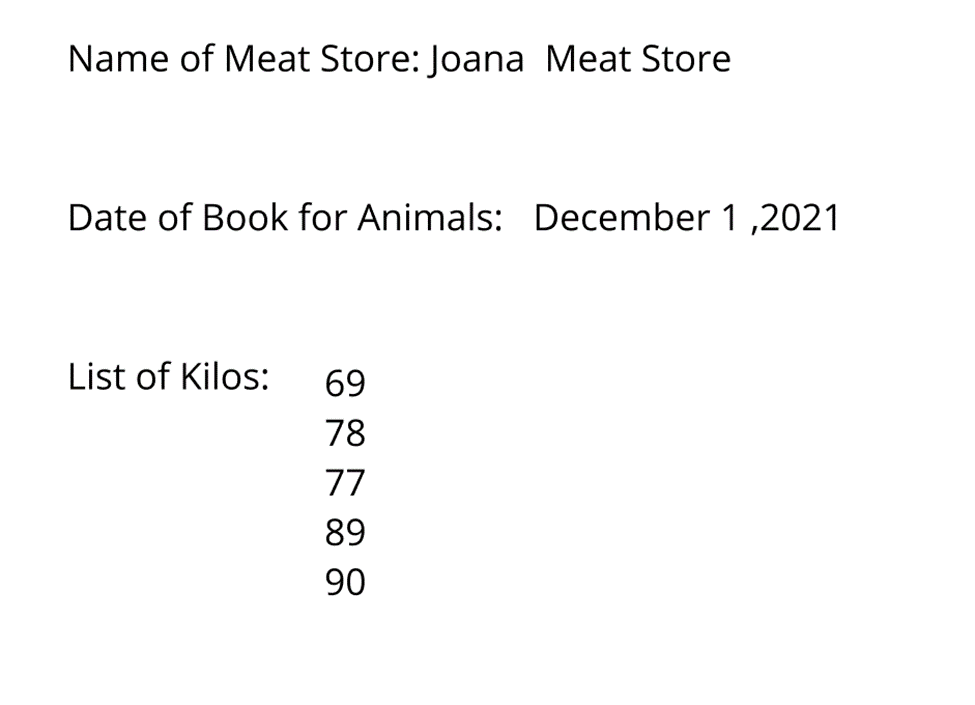 Name of Meat Store: Joana  Meat Store
Date of Book for Animals:   December 1 ,2021
List of Kilos: 69
78
77
89
90